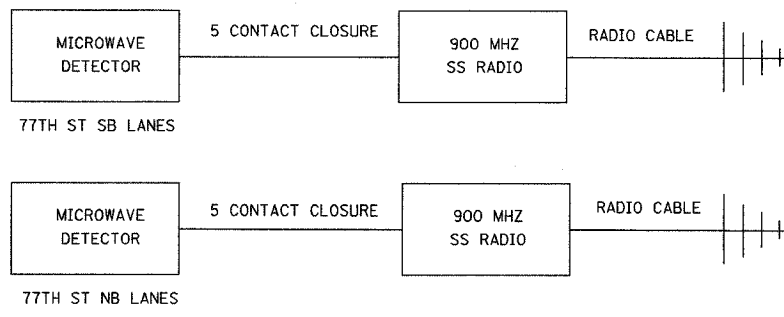 MICROWAVE
DETECTOR
5 CONTACT CLOSURE
900 MHZ
SS RADIO
RADIO CABLE
77TH ST SB LANES
MICROWAVE
DETECTOR
5 CONTACT CLOSURE
900 MHZ
SS RADIO
RADIO CABLE
77TH ST NB LANES